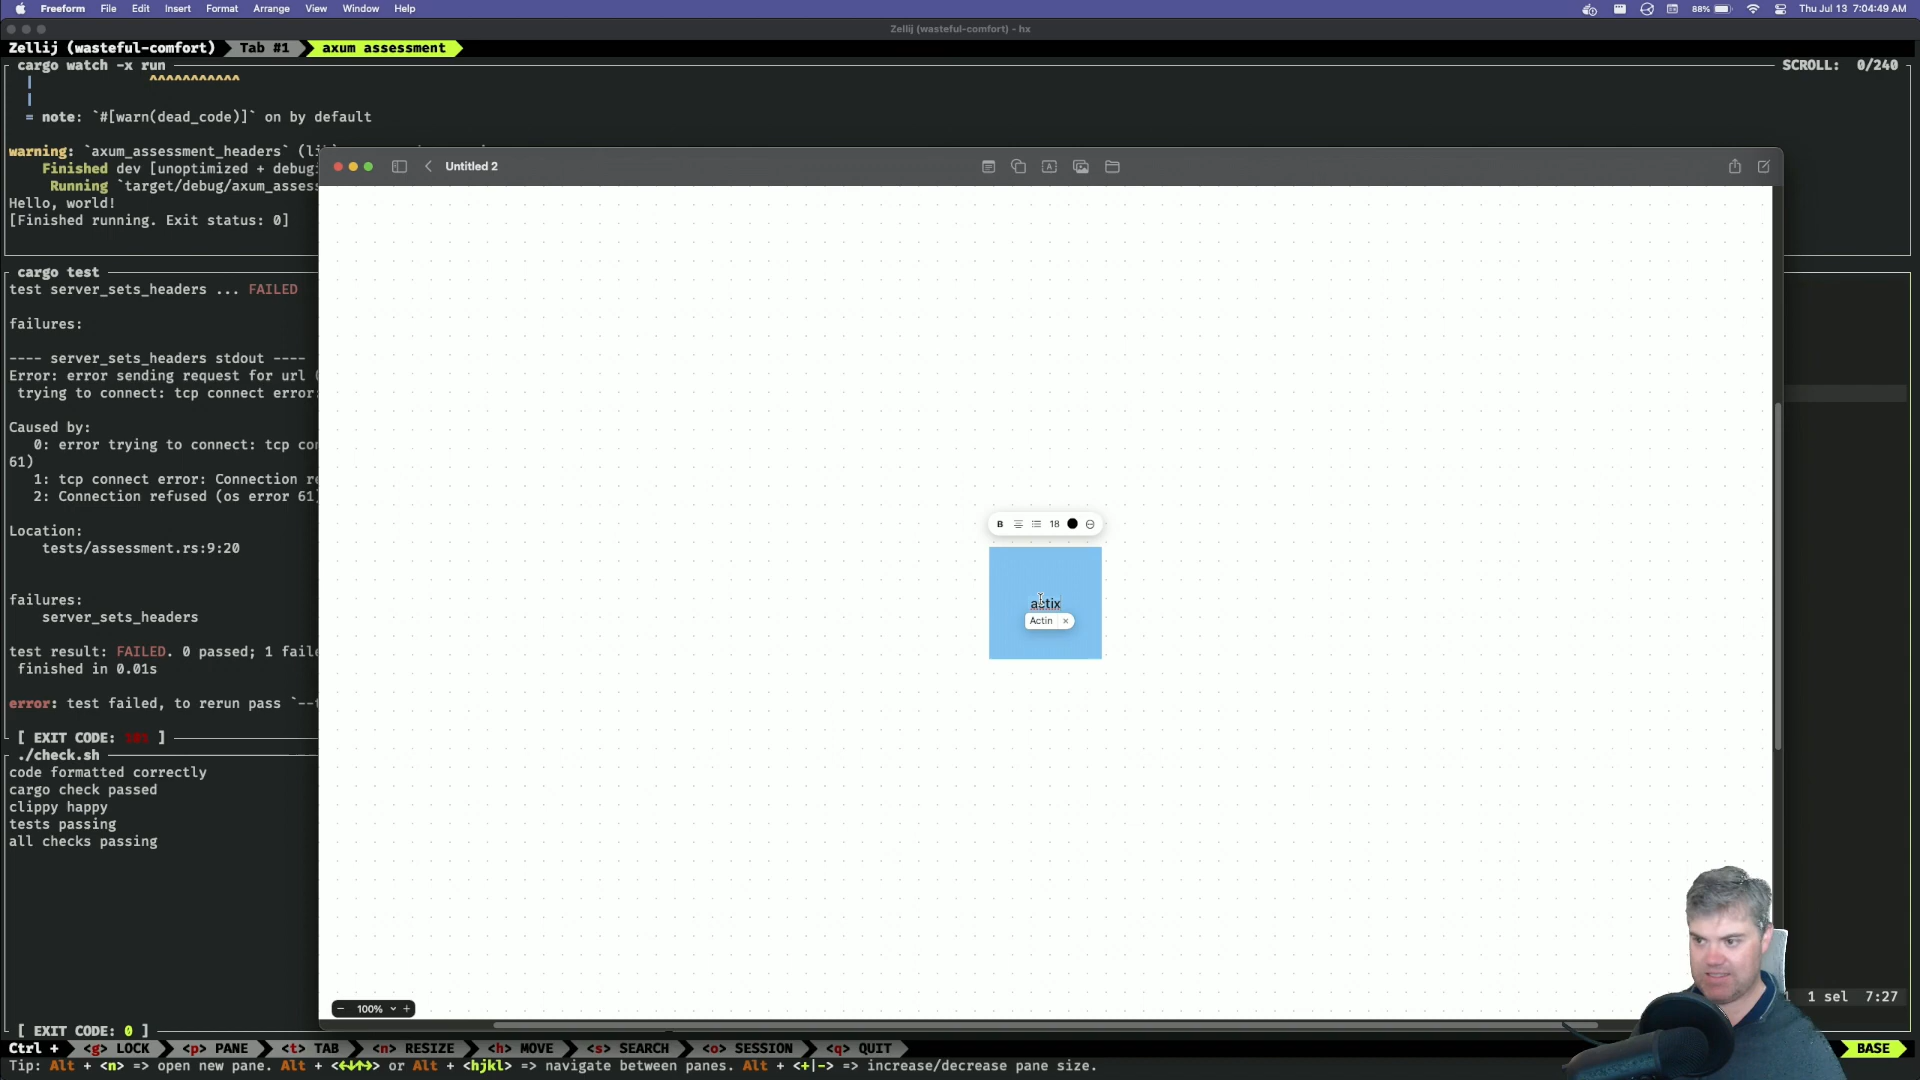 Freeform File Edit Insert Format Arrange View Window Help 88% Thu Jul 13 7:04:49 AM
Zellij (wasteful-comfort) - hx
Zellij (wasteful-comfort) Tab #1 axum assessment
cargo watch -x run SCROLL: 0/240
^^^^^^^^^^^
|
|
= note: `#[warn(dead_code)]` on by default
warning: `axum_assessment_headers` (li
Finished dev [unoptimized + debugi
Running `target/debug/axum_assess
Hello, world!
[Finished running. Exit status: 0]
Untitled 2
cargo test
test server_sets_headers ... FAILED
failures:
---- server_sets_headers stdout ----
Error: error sending request for url (
trying to connect: tcp connect error:
Caused by:
0: error trying to connect: tcp con
61)
1: tcp connect error: Connection re
2: Connection refused (os error 61)
Location:
tests/assessment.rs:9:20
failures:
server_sets_headers
test result: FAILED. 0 passed; 1 faile
finished in 0.01s
error: test failed, to rerun pass `--t
[ EXIT CODE: 101 ]
B 18
actix
Actin ×
./check.sh
code formatted correctly
cargo check passed
clippy happy
tests passing
all checks passing
− 100% +
1 sel 7:27
[ EXIT CODE: 0 ]
Ctrl + <g> LOCK <p> PANE <t> TAB <n> RESIZE <h> MOVE <s> SEARCH <o> SESSION <q> QUIT BASE
Tip: Alt + <n> => open new pane. Alt + <←↓↑→> or Alt + <hjkl> => navigate between panes. Alt + <+|-> => increase/decrease pane size.